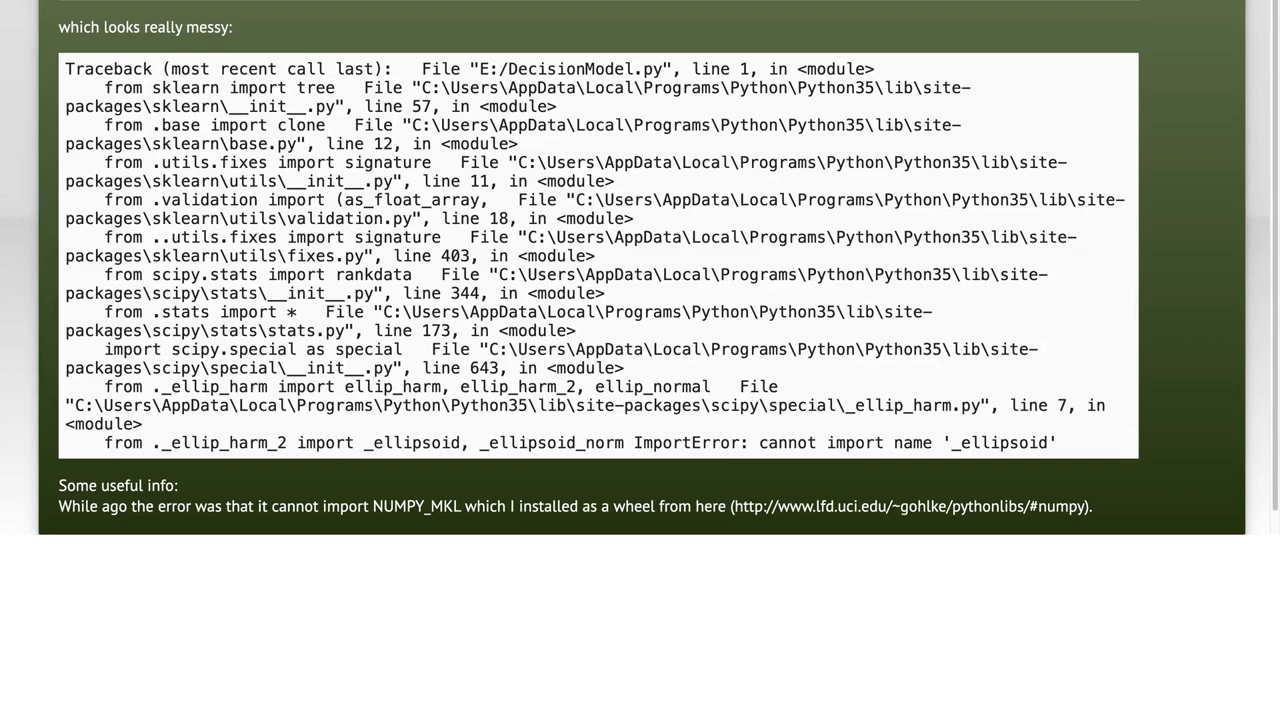 which looks really messy:
Traceback (most recent call last):   File "E:/DecisionModel.py", line 1, in <module>
    from sklearn import tree   File "C:\Users\AppData\Local\Programs\Python\Python35\lib\site-
packages\sklearn\__init__.py", line 57, in <module>
    from .base import clone   File "C:\Users\AppData\Local\Programs\Python\Python35\lib\site-
packages\sklearn\base.py", line 12, in <module>
    from .utils.fixes import signature   File "C:\Users\AppData\Local\Programs\Python\Python35\lib\site-
packages\sklearn\utils\__init__.py", line 11, in <module>
    from .validation import (as_float_array,   File "C:\Users\AppData\Local\Programs\Python\Python35\lib\site-
packages\sklearn\utils\validation.py", line 18, in <module>
    from ..utils.fixes import signature   File "C:\Users\AppData\Local\Programs\Python\Python35\lib\site-
packages\sklearn\utils\fixes.py", line 403, in <module>
    from scipy.stats import rankdata   File "C:\Users\AppData\Local\Programs\Python\Python35\lib\site-
packages\scipy\stats\__init__.py", line 344, in <module>
    from .stats import *   File "C:\Users\AppData\Local\Programs\Python\Python35\lib\site-
packages\scipy\stats\stats.py", line 173, in <module>
    import scipy.special as special   File "C:\Users\AppData\Local\Programs\Python\Python35\lib\site-
packages\scipy\special\__init__.py", line 643, in <module>
    from ._ellip_harm import ellip_harm, ellip_harm_2, ellip_normal   File
"C:\Users\AppData\Local\Programs\Python\Python35\lib\site-packages\scipy\special\_ellip_harm.py", line 7, in
<module>
    from ._ellip_harm_2 import _ellipsoid, _ellipsoid_norm ImportError: cannot import name '_ellipsoid'
Some useful info:
While ago the error was that it cannot import NUMPY_MKL which I installed as a wheel from here (http://www.lfd.uci.edu/~gohlke/pythonlibs/#numpy).